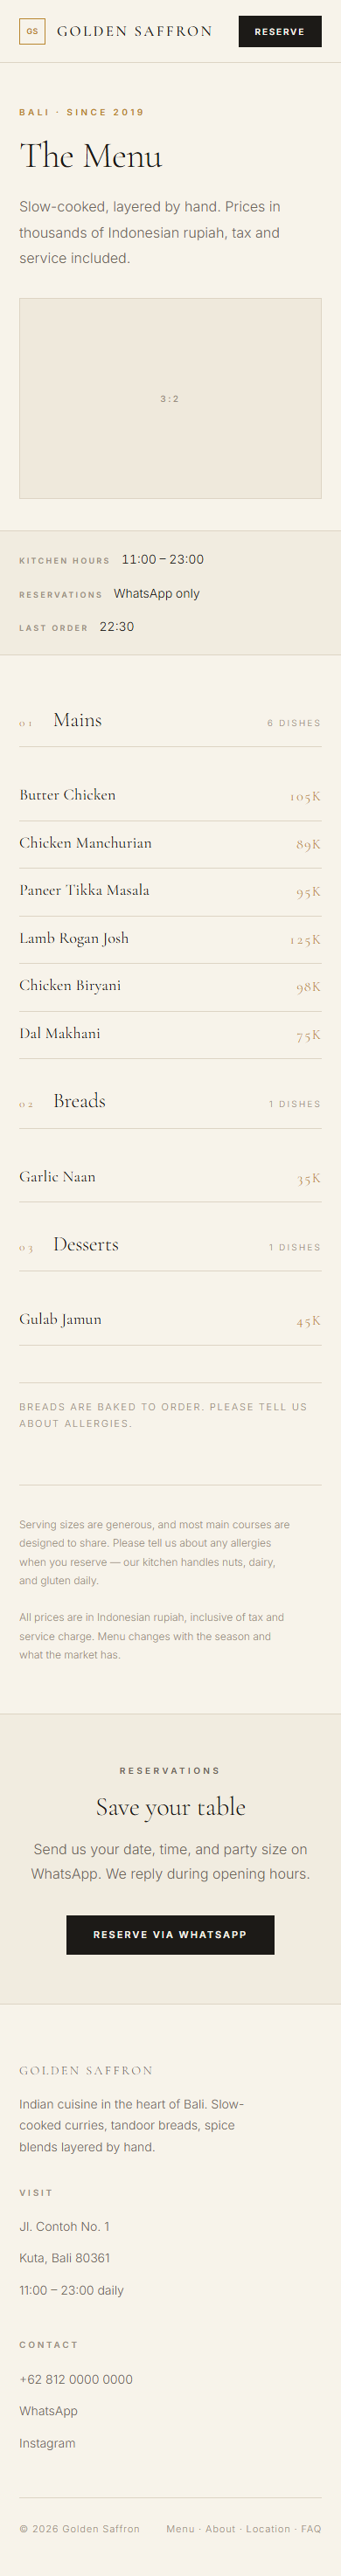 GS GOLDEN SAFFRON RESERVE
BALI · SINCE 2019
The Menu
Slow-cooked, layered by hand. Prices in
thousands of Indonesian rupiah, tax and
service included.
3:2
KITCHEN HOURS 11:00 – 23:00
RESERVATIONS WhatsApp only
LAST ORDER 22:30
01 Mains 6 DISHES
Butter Chicken 105K
Chicken Manchurian 89K
Paneer Tikka Masala 95K
Lamb Rogan Josh 125K
Chicken Biryani 98K
Dal Makhani 75K
02 Breads 1 DISHES
Garlic Naan 35K
03 Desserts 1 DISHES
Gulab Jamun 45K
BREADS ARE BAKED TO ORDER. PLEASE TELL US
ABOUT ALLERGIES.
Serving sizes are generous, and most main courses are
designed to share. Please tell us about any allergies
when you reserve — our kitchen handles nuts, dairy,
and gluten daily.
All prices are in Indonesian rupiah, inclusive of tax and
service charge. Menu changes with the season and
what the market has.
RESERVATIONS
Save your table
Send us your date, time, and party size on
WhatsApp. We reply during opening hours.
RESERVE VIA WHATSAPP
GOLDEN SAFFRON
Indian cuisine in the heart of Bali. Slow-
cooked curries, tandoor breads, spice
blends layered by hand.
VISIT
Jl. Contoh No. 1
Kuta, Bali 80361
11:00 – 23:00 daily
CONTACT
+62 812 0000 0000
WhatsApp
Instagram
© 2026 Golden Saffron Menu · About · Location · FAQ